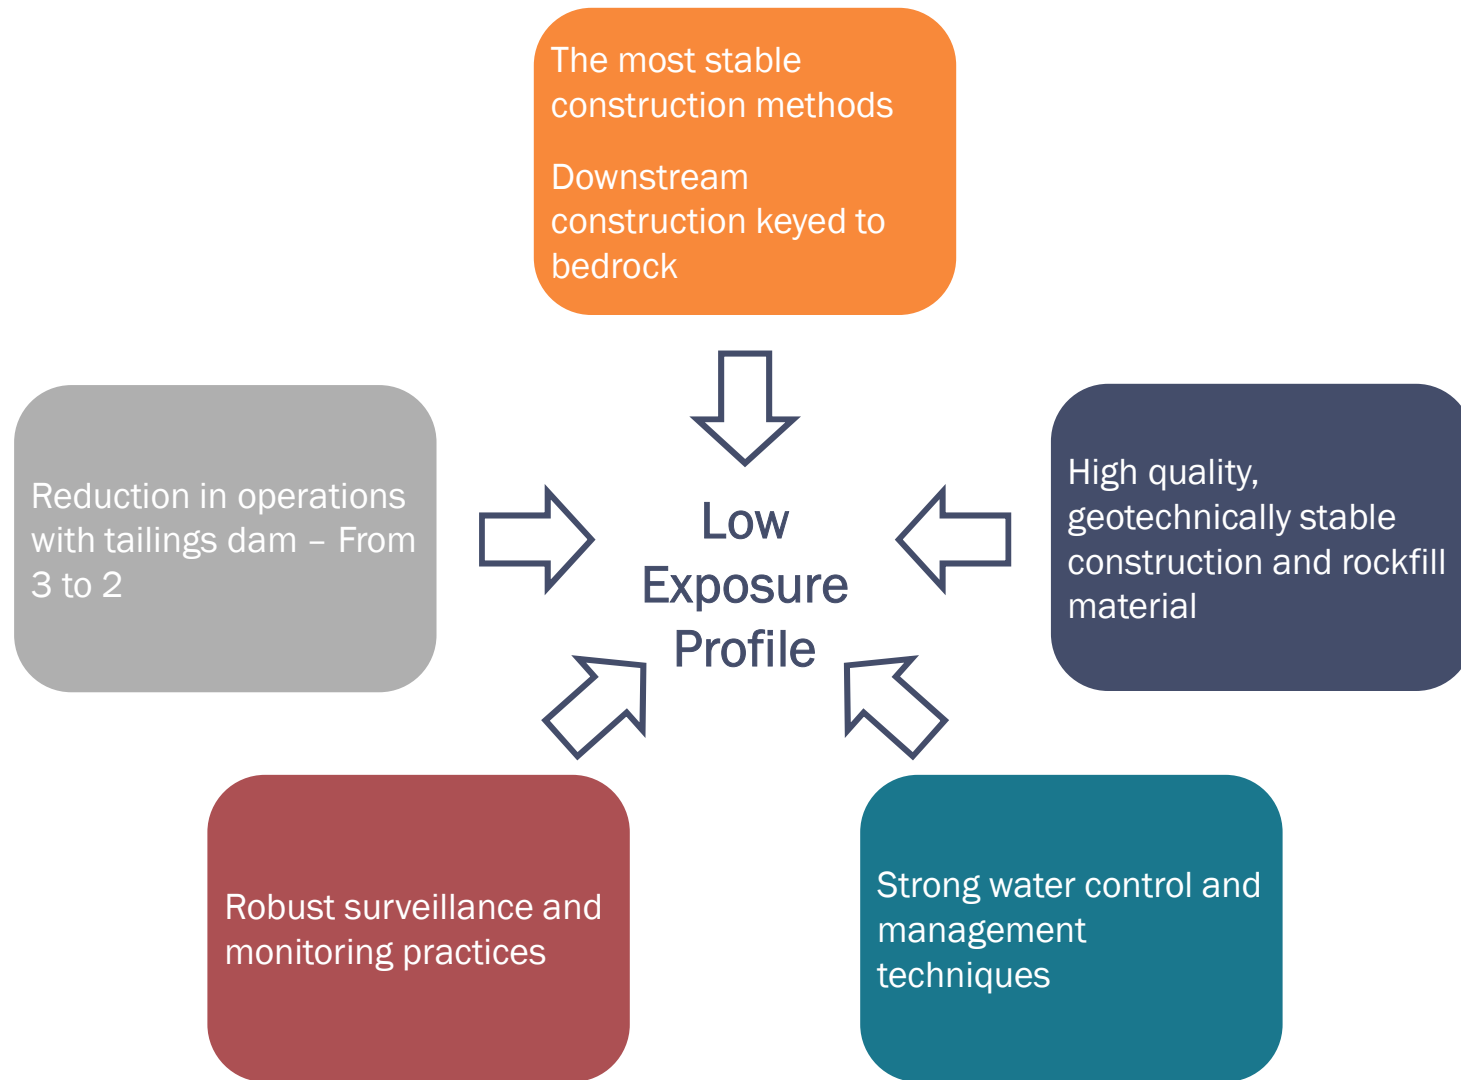 The most stable
construction methods
Downstream
construction keyed to
bedrock
Reduction in operations
with tailings dam – From
3 to 2
Low
Exposure
Profile
High quality,
geotechnically stable
construction and rockfill
material
Robust surveillance and
monitoring practices
Strong water control and
management
techniques